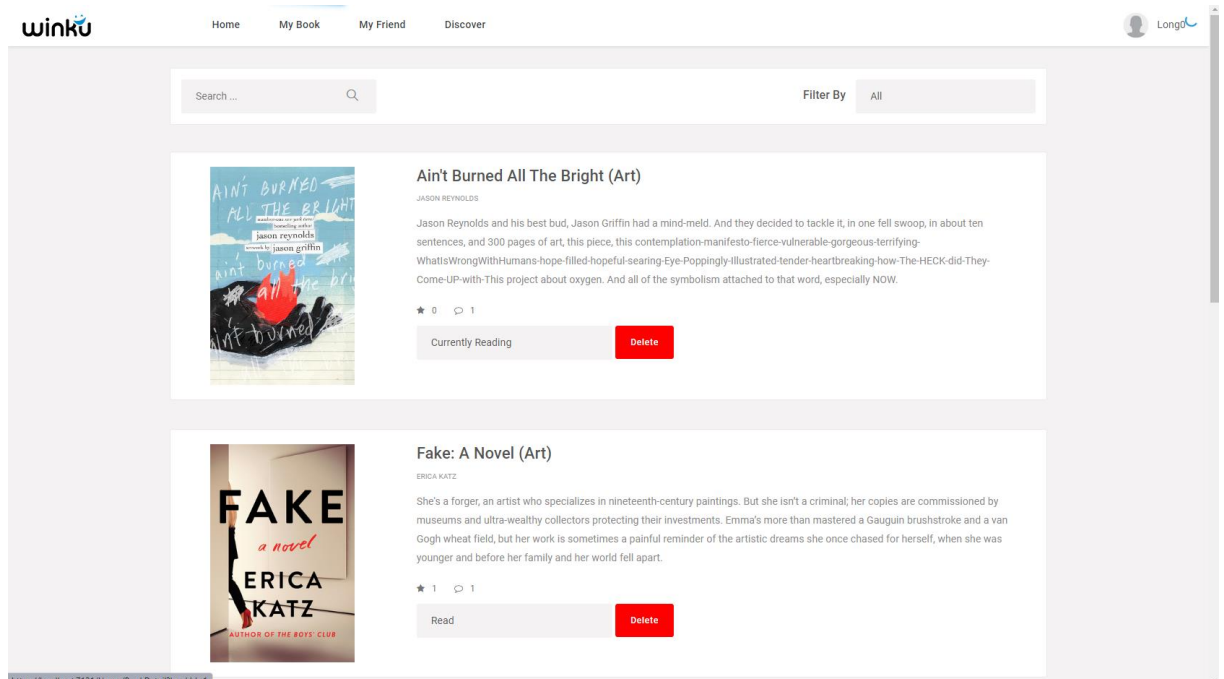 winku
Home My Book My Friend Discover
Long0
Search ...
Filter By All
AIN'T BURNED
ALL THE BRIGHT
jason reynolds
artwork by jason griffin
ain't burned
all the bri
ain't burned
Ain't Burned All The Bright (Art)
JASON REYNOLDS
Jason Reynolds and his best bud, Jason Griffin had a mind-meld. And they decided to tackle it, in one fell swoop, in about ten
sentences, and 300 pages of art, this piece, this contemplation-manifesto-fierce-vulnerable-gorgeous-terrifying-
WhatIsWrongWithHumans-hope-filled-hopeful-searing-Eye-Poppingly-Illustrated-tender-heartbreaking-how-The-HECK-did-They-
Come-UP-with-This project about oxygen. And all of the symbolism attached to that word, especially NOW.
0 1
Currently Reading Delete
FAKE
a novel
ERICA
KATZ
AUTHOR OF THE BOYS' CLUB
Fake: A Novel (Art)
ERICA KATZ
She's a forger, an artist who specializes in nineteenth-century paintings. But she isn't a criminal; her copies are commissioned by
museums and ultra-wealthy collectors protecting their investments. Emma's more than mastered a Gauguin brushstroke and a van
Gogh wheat field, but her work is sometimes a painful reminder of the artistic dreams she once chased for herself, when she was
younger and before her family and her world fell apart.
1 1
Read Delete